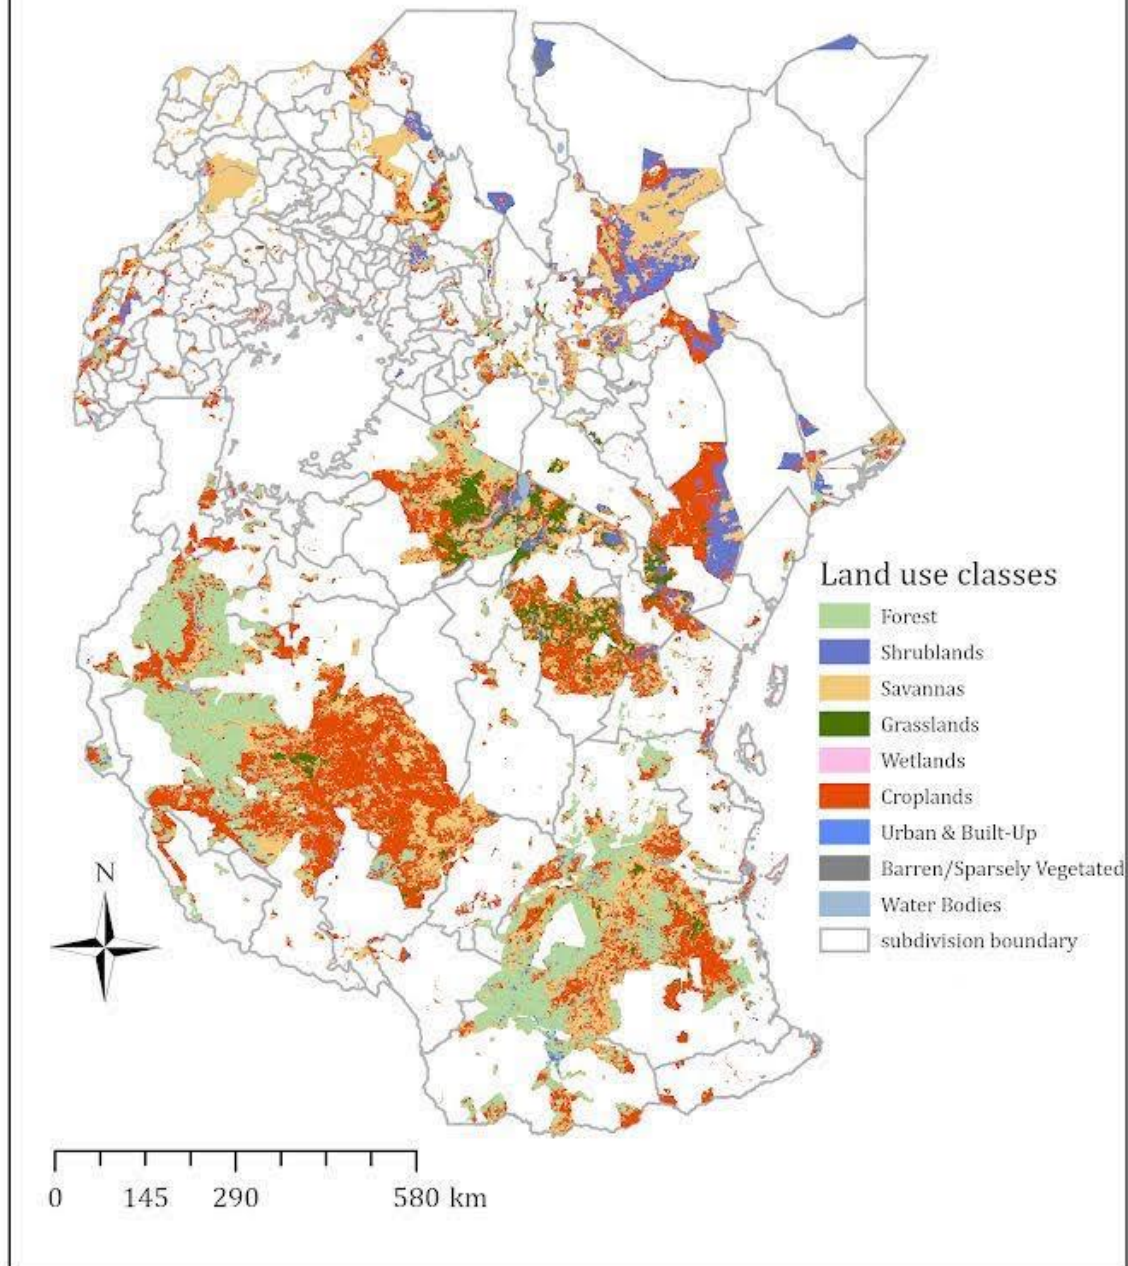 Land use classes
Forest
Shrublands
Savannas
Grasslands
Wetlands
Croplands
Urban & Built-Up
Barren/Sparsely Vegetated
Water Bodies
subdivision boundary
N
0 145 290 580 km